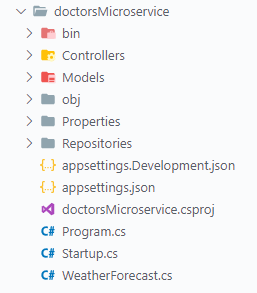 doctorsMicroservice
bin
Controllers
Models
obj
Properties
Repositories
{..} appsettings.Development.json
{..} appsettings.json
doctorsMicroservice.csproj
C# Program.cs
C# Startup.cs
C# WeatherForecast.cs